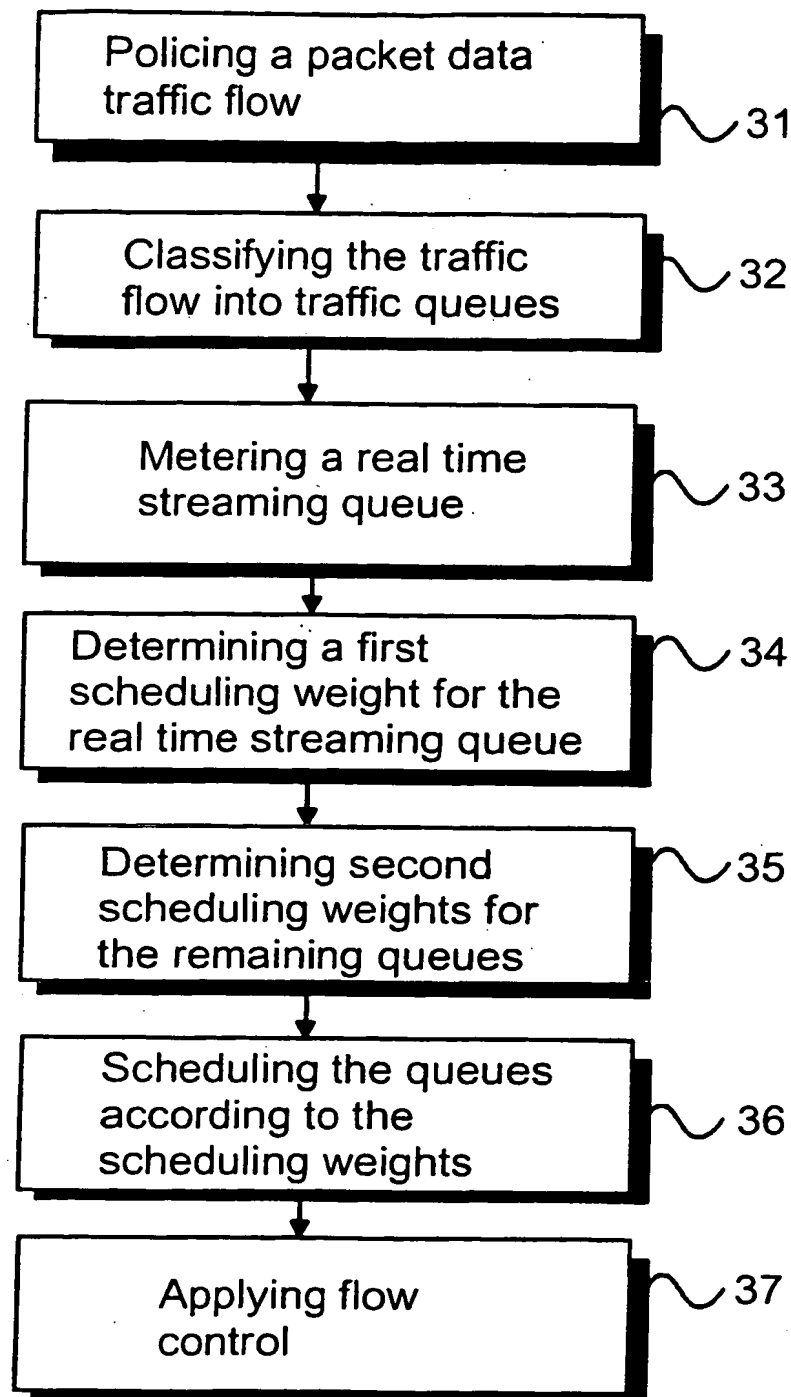 Policing a packet data
traffic flow
31
Classifying the traffic
flow into traffic queues
32
Metering a real time
streaming queue
33
Determining a first
scheduling weight for the
real time streaming queue
34
Determining second
scheduling weights for
the remaining queues
35
Scheduling the queues
according to the
scheduling weights
36
Applying flow
control
37